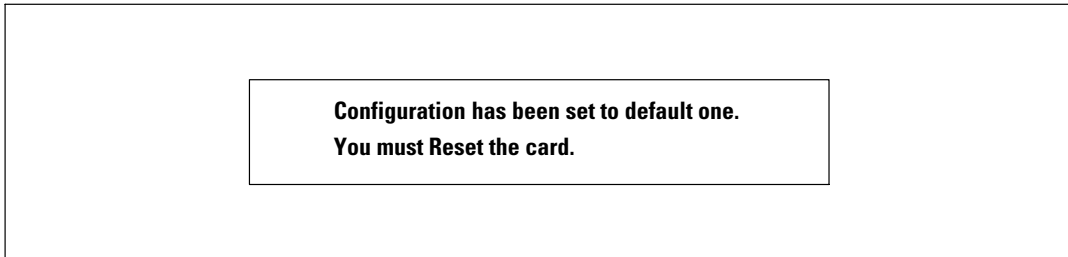 Configuration has been set to default one.
You must Reset the card.